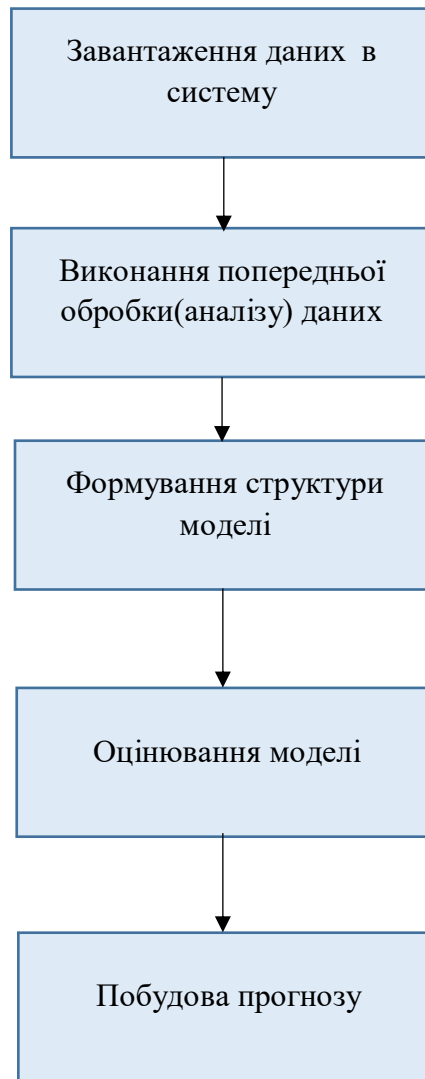 Завантаження даних в
систему
Виконання попередньої
обробки(аналізу) даних
Формування структури
моделі
Оцінювання моделі
Побудова прогнозу